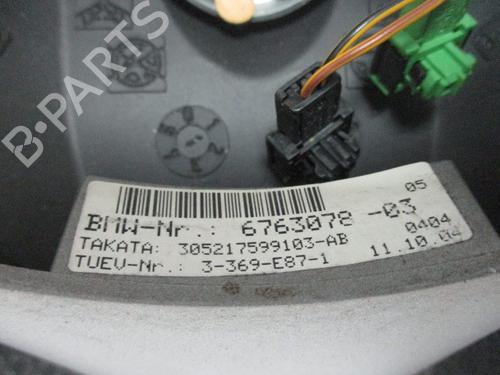 B-PARTS
05
BMW-Nr.: 6763078 -03
TAKATA: 305217599103-AB 0404
TUEV-Nr.: 3-369-E87-1 11.10.04